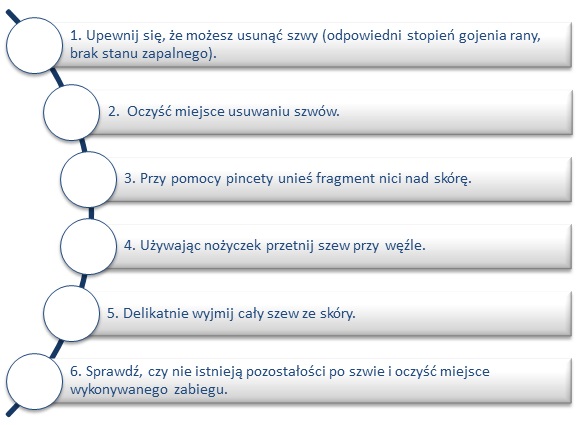 1. Upewnij się, że możesz usunąć szwy (odpowiedni stopień gojenia rany,
brak stanu zapalnego).
2. Oczyść miejsce usuwaniu szwów.
3. Przy pomocy pincety unieś fragment nici nad skórę.
4. Używając nożyczek przetnij szew przy węźle.
5. Delikatnie wyjmij cały szew ze skóry.
6. Sprawdź, czy nie istnieją pozostałości po szwie i oczyść miejsce
wykonywanego zabiegu.